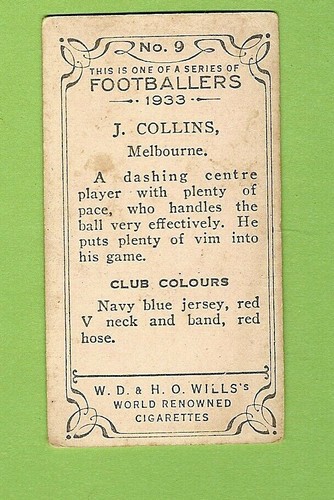 No. 9
THIS IS ONE OF A SERIES OF
FOOTBALLERS
1933
J. COLLINS,
Melbourne.
A dashing centre
player with plenty of
pace, who handles the
ball very effectively. He
puts plenty of vim into
his game.
CLUB COLOURS
Navy blue jersey, red
V neck and band, red
hose.
W. D. & H. O. WILLS's
WORLD RENOWNED
CIGARETTES